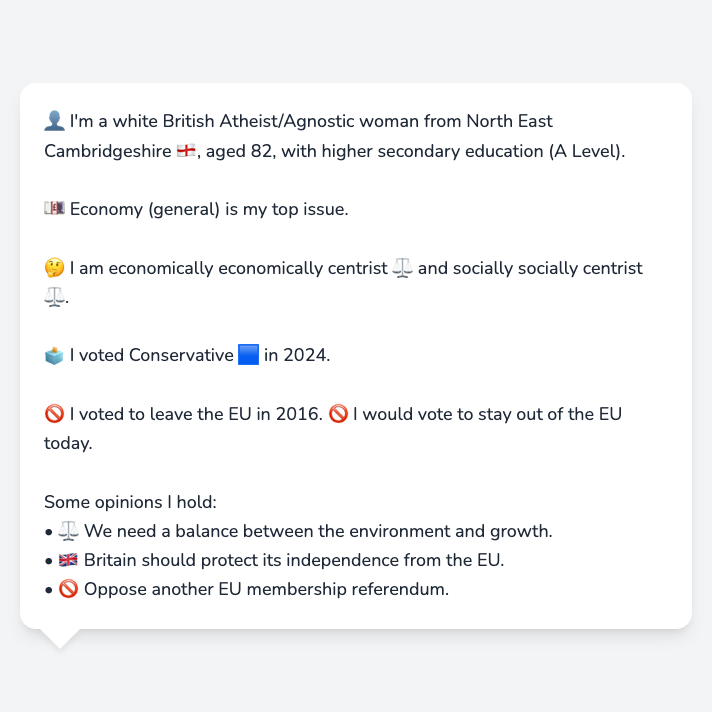 👤 I'm a white British Atheist/Agnostic woman from North East
Cambridgeshire 🏴󠁧󠁢󠁥󠁮󠁧󠁿, aged 82, with higher secondary education (A Level).
💷 Economy (general) is my top issue.
🤔 I am economically economically centrist ⚖️ and socially socially centrist
⚖️.
🗳️ I voted Conservative 🟦 in 2024.
🚫 I voted to leave the EU in 2016. 🚫 I would vote to stay out of the EU
today.
Some opinions I hold:
• ⚖️ We need a balance between the environment and growth.
• 🇬🇧 Britain should protect its independence from the EU.
• 🚫 Oppose another EU membership referendum.